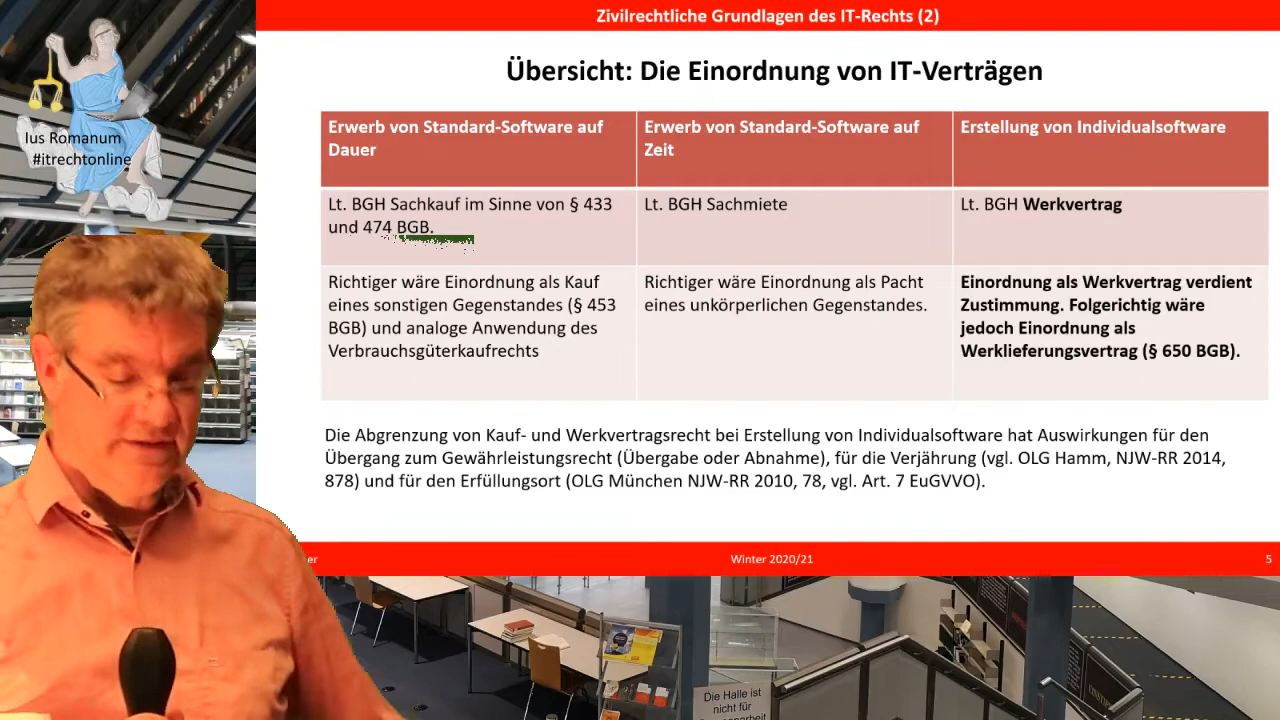 Zivilrechtliche Grundlagen des IT-Rechts (2)
Übersicht: Die Einordnung von IT-Verträgen
Ius Romanum
#itrechtonline
Erwerb von Standard-Software auf
Dauer
Erwerb von Standard-Software auf
Zeit
Erstellung von Individualsoftware
Lt. BGH Sachkauf im Sinne von § 433
und 474 BGB.
Lt. BGH Sachmiete
Lt. BGH Werkvertrag
Richtiger wäre Einordnung als Kauf
eines sonstigen Gegenstandes (§ 453
BGB) und analoge Anwendung des
Verbrauchsgüterkaufrechts
Richtiger wäre Einordnung als Pacht
eines unkörperlichen Gegenstandes.
Einordnung als Werkvertrag verdient
Zustimmung. Folgerichtig wäre
jedoch Einordnung als
Werklieferungsvertrag (§ 650 BGB).
Die Abgrenzung von Kauf- und Werkvertragsrecht bei Erstellung von Individualsoftware hat Auswirkungen für den
Übergang zum Gewährleistungsrecht (Übergabe oder Abnahme), für die Verjährung (vgl. OLG Hamm, NJW-RR 2014,
878) und für den Erfüllungsort (OLG München NJW-RR 2010, 78, vgl. Art. 7 EuGVVO).
er
Winter 2020/21
5
Die Halle ist
nicht für